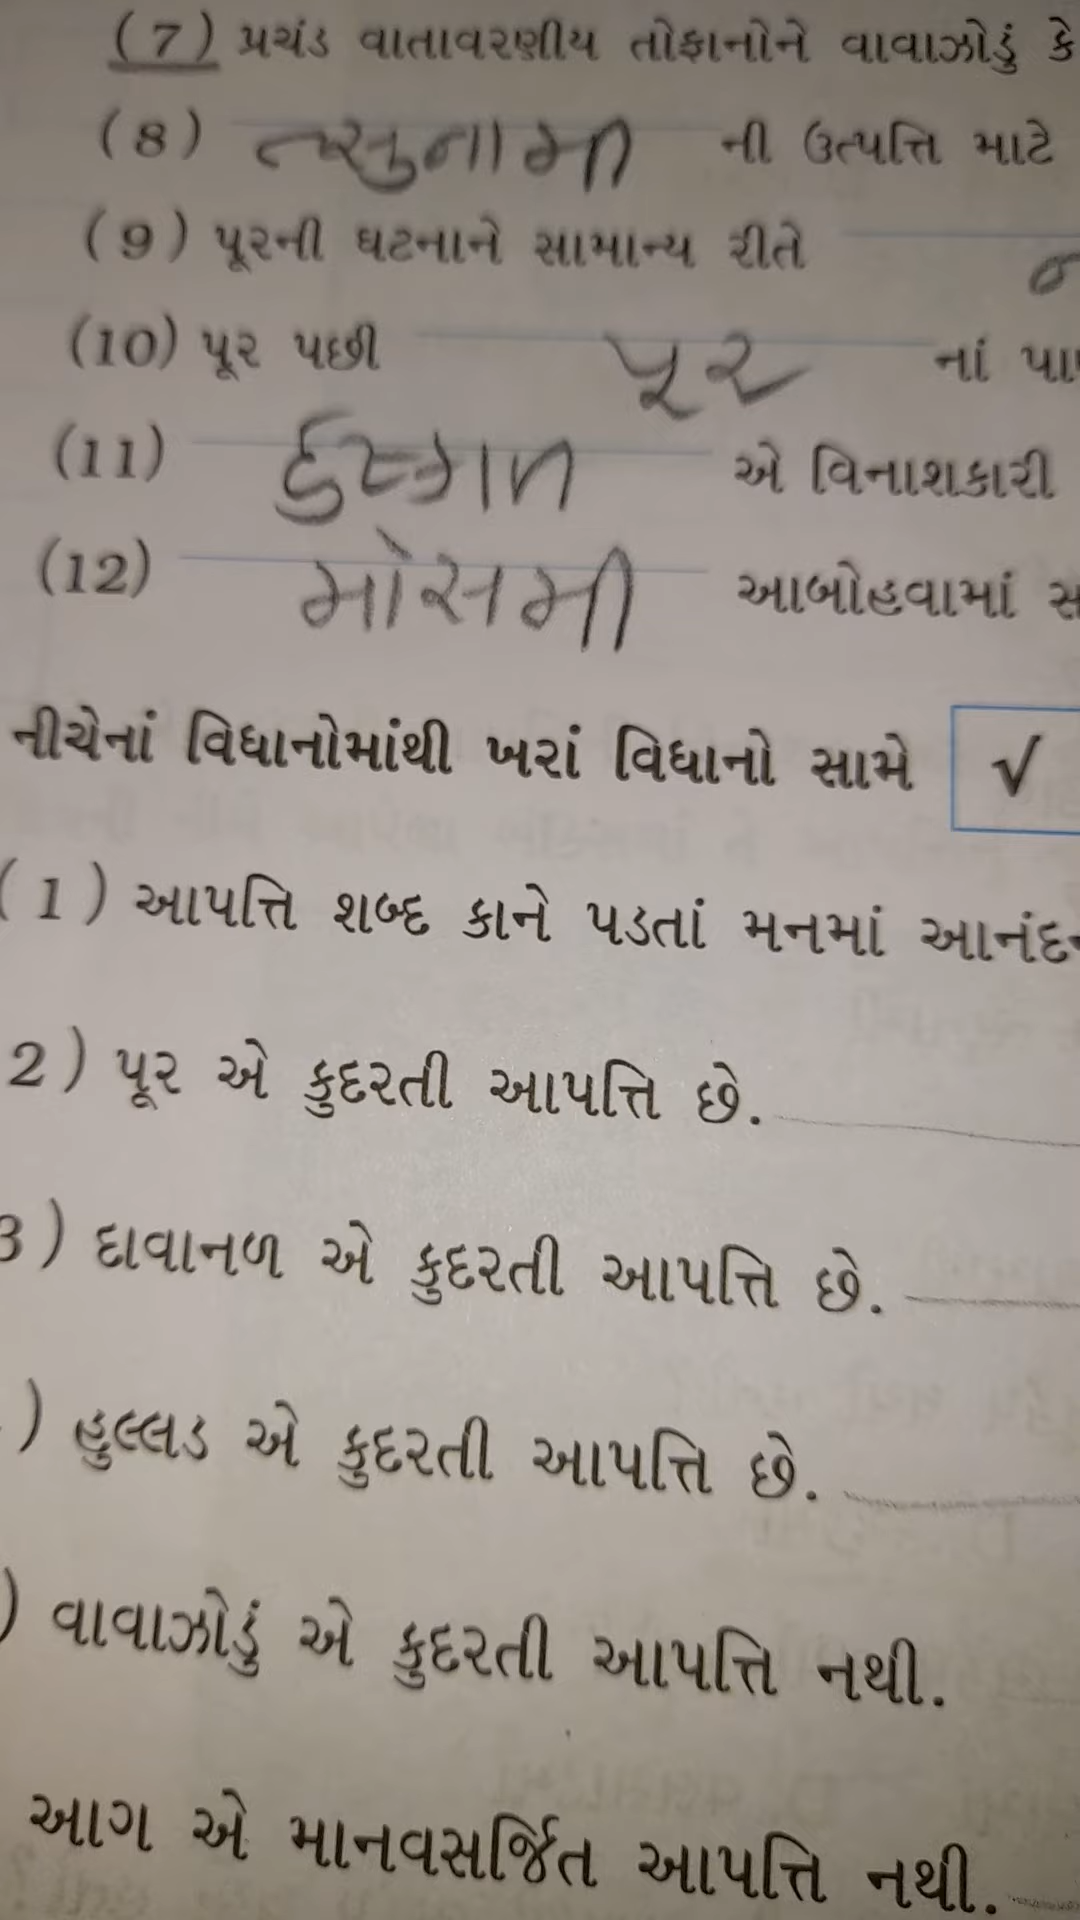 (7) પ્રચંડ વાતાવરણીય તોફાનોને વાવાઝોડું કે
(8) ત્સુનામી ની ઉત્પત્તિ માટે
(9) પૂરની ઘટનાને સામાન્ય રીતે
(10) પૂર પછી પૂર નાં પા
(11) દુષ્કાળ એ વિનાશકારી
(12) મોસમી આબોહવામાં સ
નીચેનાં વિધાનોમાંથી ખરાં વિધાનો સામે √
(1) આપત્તિ શબ્દ કાને પડતાં મનમાં આનંદ
2) પૂર એ કુદરતી આપત્તિ છે.
3) દાવાનળ એ કુદરતી આપત્તિ છે.
) હુલ્લડ એ કુદરતી આપત્તિ છે.
) વાવાઝોડું એ કુદરતી આપત્તિ નથી.
આગ એ માનવસર્જિત આપત્તિ નથી.